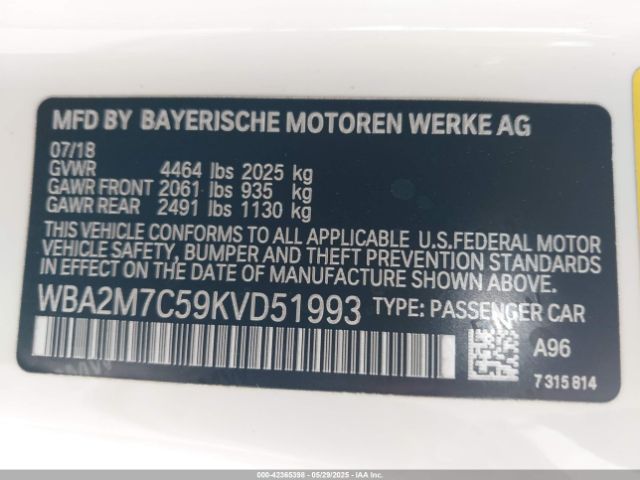 MFD BY BAYERISCHE MOTOREN WERKE AG
07/18
GVWR 4464 lbs 2025 kg
GAWR FRONT 2061 lbs 935 kg
GAWR REAR 2491 lbs 1130 kg
THIS VEHICLE CONFORMS TO ALL APPLICABLE U.S.FEDERAL MOTOR
VEHICLE SAFETY, BUMPER AND THEFT PREVENTION STANDARDS
IN EFFECT ON THE DATE OF MANUFACTURE SHOWN ABOVE.
WBA2M7C59KVD51993 TYPE: PASSENGER CAR
A96
7 315 814
000-42365398 - 05/29/2025 - IAAI.COM